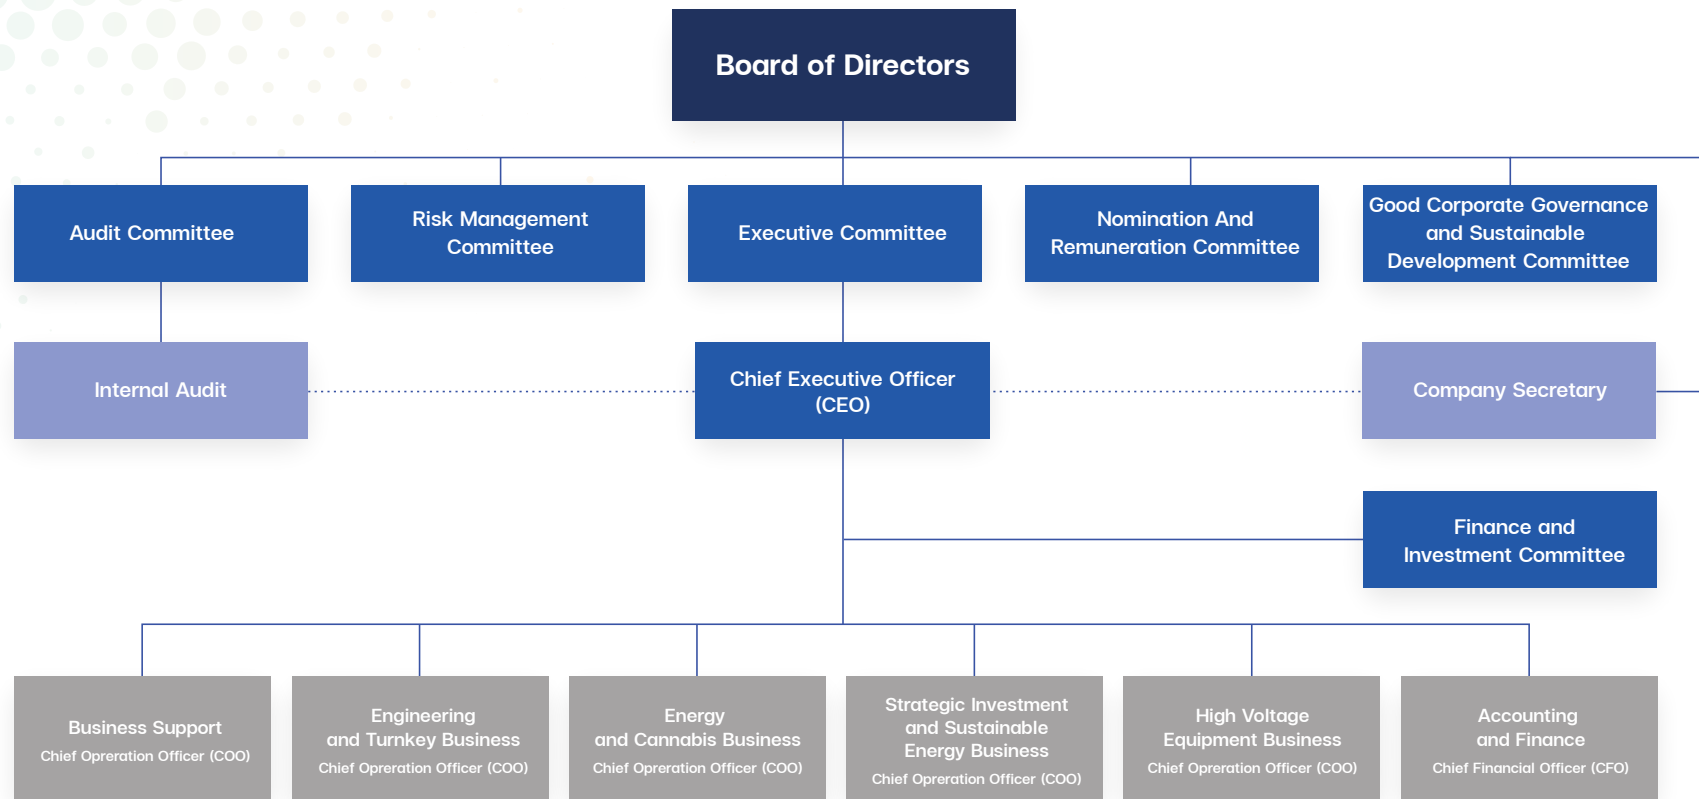 Board of Directors
Audit Committee
Risk Management
Committee
Executive Committee
Nomination And
Remuneration Committee
Good Corporate Governance
and Sustainable
Development Committee
Internal Audit
Chief Executive Officer
(CEO)
Company Secretary
Finance and
Investment Committee
Business Support
Chief Opreration Officer (COO)
Engineering
and Turnkey Business
Chief Opreration Officer (COO)
Energy
and Cannabis Business
Chief Opreration Officer (COO)
Strategic Investment
and Sustainable
Energy Business
Chief Opreration Officer (COO)
High Voltage
Equipment Business
Chief Opreration Officer (COO)
Accounting
and Finance
Chief Financial Officer (CFO)